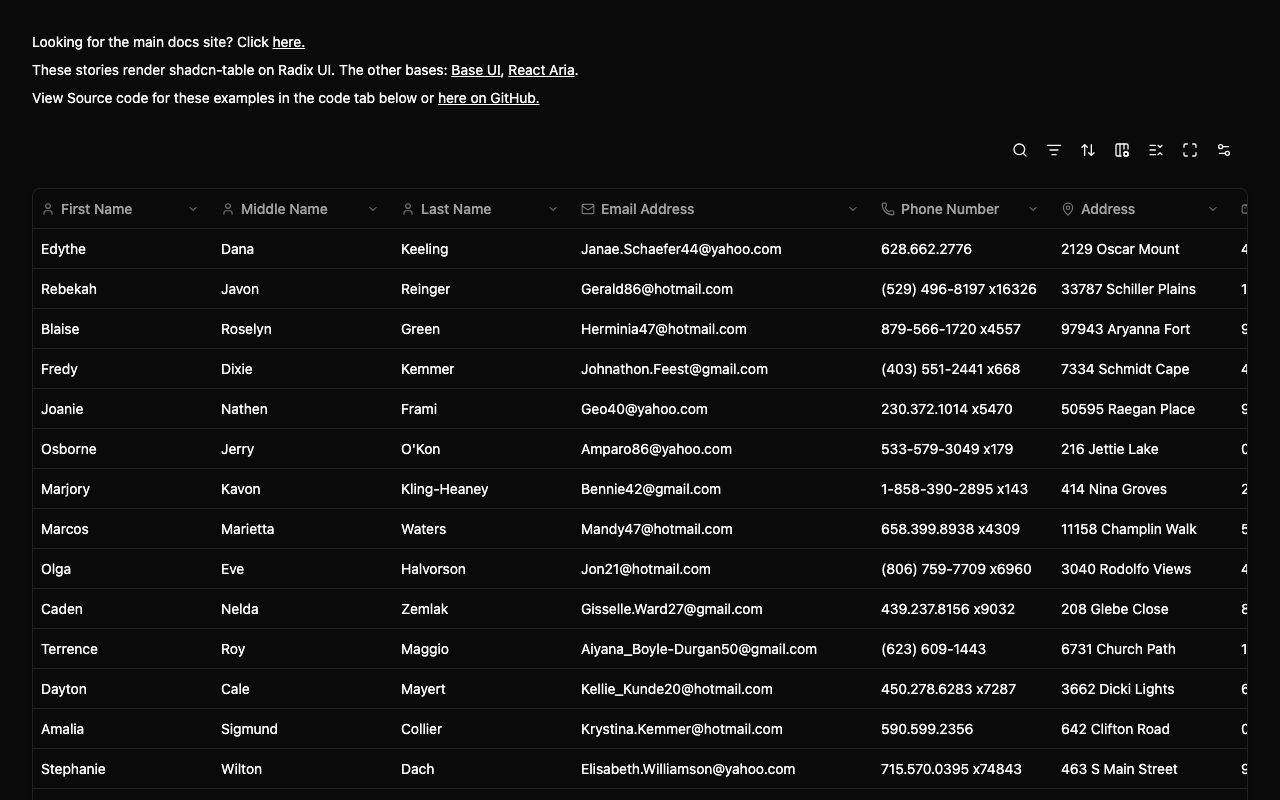 Looking for the main docs site? Click here.
These stories render shadcn-table on Radix UI. The other bases: Base UI, React Aria.
View Source code for these examples in the code tab below or here on GitHub.
First Name Middle Name Last Name Email Address Phone Number Address
Edythe Dana Keeling Janae.Schaefer44@yahoo.com 628.662.2776 2129 Oscar Mount
Rebekah Javon Reinger Gerald86@hotmail.com (529) 496-8197 x16326 33787 Schiller Plains
Blaise Roselyn Green Herminia47@hotmail.com 879-566-1720 x4557 97943 Aryanna Fort
Fredy Dixie Kemmer Johnathon.Feest@gmail.com (403) 551-2441 x668 7334 Schmidt Cape
Joanie Nathen Frami Geo40@yahoo.com 230.372.1014 x5470 50595 Raegan Place
Osborne Jerry O'Kon Amparo86@yahoo.com 533-579-3049 x179 216 Jettie Lake
Marjory Kavon Kling-Heaney Bennie42@gmail.com 1-858-390-2895 x143 414 Nina Groves
Marcos Marietta Waters Mandy47@hotmail.com 658.399.8938 x4309 11158 Champlin Walk
Olga Eve Halvorson Jon21@hotmail.com (806) 759-7709 x6960 3040 Rodolfo Views
Caden Nelda Zemlak Gisselle.Ward27@gmail.com 439.237.8156 x9032 208 Glebe Close
Terrence Roy Maggio Aiyana_Boyle-Durgan50@gmail.com (623) 609-1443 6731 Church Path
Dayton Cale Mayert Kellie_Kunde20@hotmail.com 450.278.6283 x7287 3662 Dicki Lights
Amalia Sigmund Collier Krystina.Kemmer@hotmail.com 590.599.2356 642 Clifton Road
Stephanie Wilton Dach Elisabeth.Williamson@yahoo.com 715.570.0395 x74843 463 S Main Street